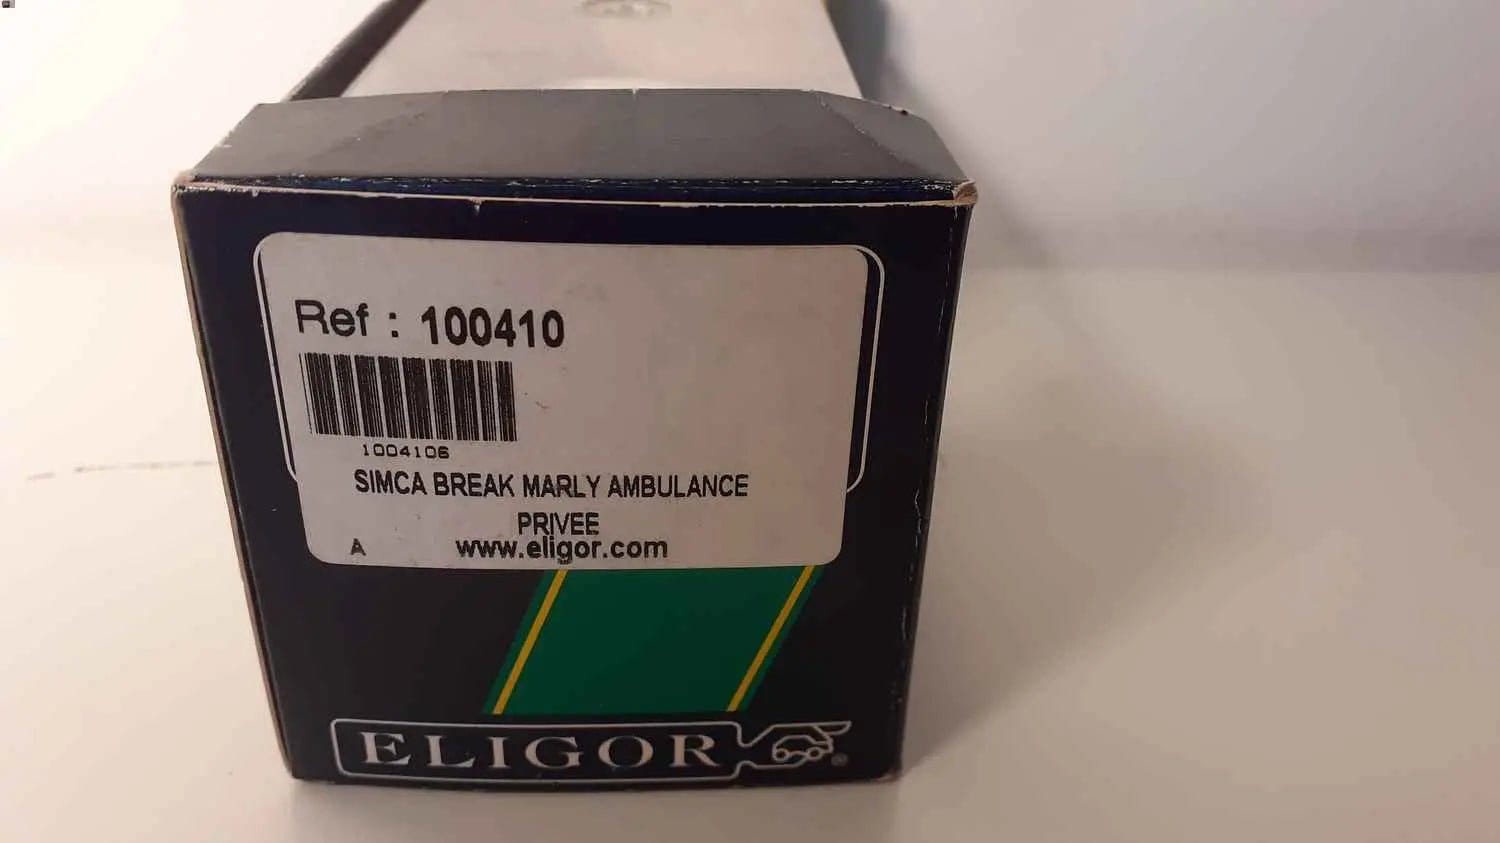 Ref : 100410
1004106
SIMCA BREAK MARLY AMBULANCE
PRIVEE
A www.eligor.com
ELIGOR ®